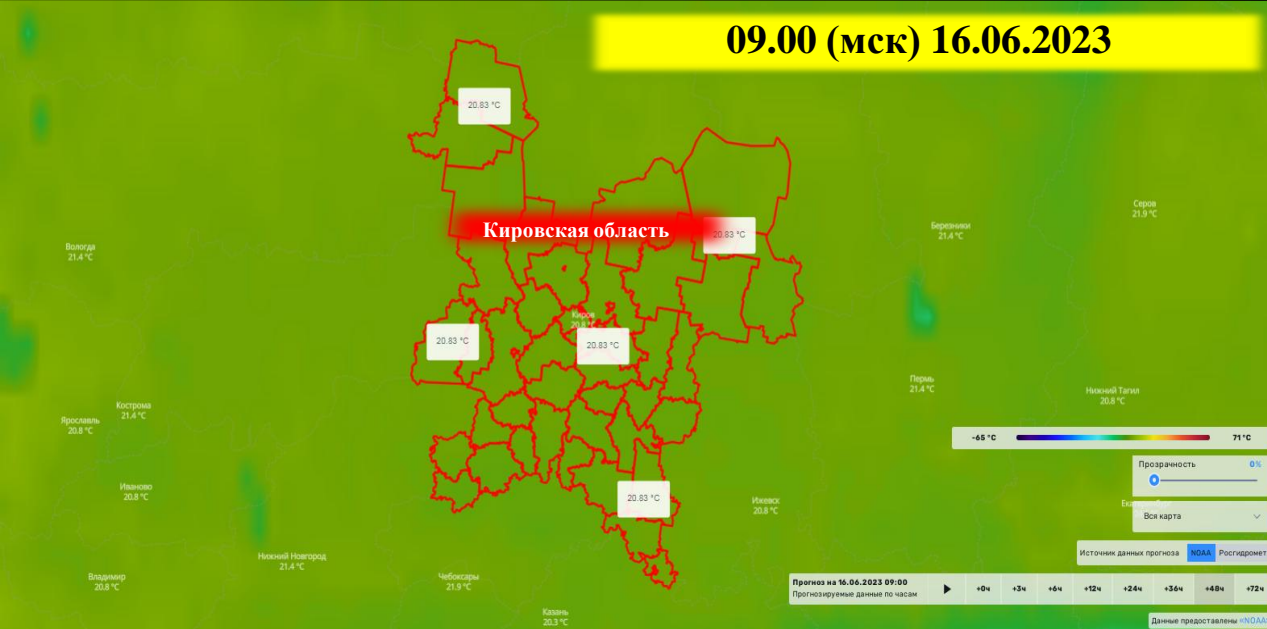 09.00 (мск) 16.06.2023
20.83 °C
Серов
21.9 °C
Березники
21.4 °C
Кировская область
20.83 °C
Вологда
21.4 °C
Киров
20.83 °C
20.83 °C
Пермь
21.4 °C
Нижний Тагил
20.8 °C
Кострома
21.4 °C
Ярославль
20.8 °C
-65 °C
71 °C
Прозрачность
0%
Вся карта
Иваново
20.8 °C
20.83 °C
Ижевск
20.8 °C
Источник данных прогноза
NOAA
Росгидромет
Нижний Новгород
21.4 °C
Владимир
20.8 °C
Чебоксары
21.9 °C
Казань
20.3 °C
Прогноз на 16.06.2023 09:00
Прогнозируемые данные по часам
+0ч +3ч +6ч +12ч +24ч +36ч +48ч +72ч
Данные предоставлены «NOAA»